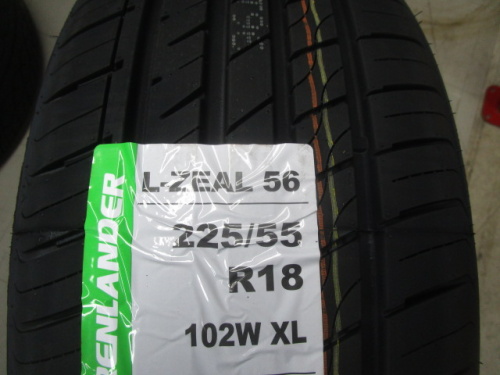 L-ZEAL 56
225/55
R18
102W XL
RENLANDER